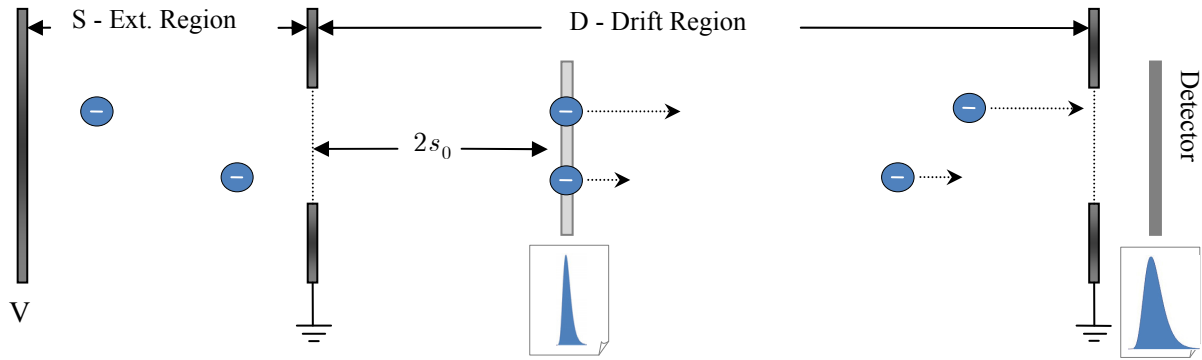 S - Ext. Region
D - Drift Region
−
−
−
−
−
−
2s₀
Detector
V